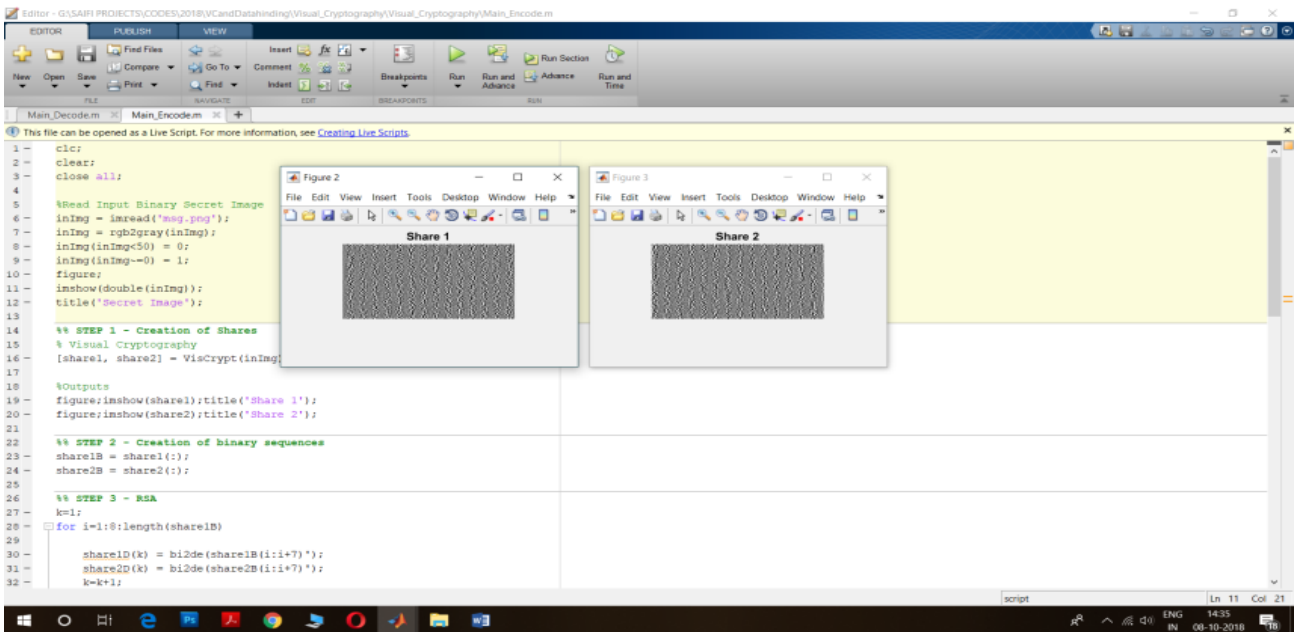 Editor - G:\SAIFI PROJECTS\CODES\2018\VCandDatahinding\Visual_Cryptography\Visual_Cryptography\Main_Encode.m
EDITOR PUBLISH VIEW
New Open Save Find Files Compare Print Go To Find Insert Comment Indent fx Breakpoints Run Run and Advance Run Section Advance Run and Time
FILE NAVIGATE EDIT BREAKPOINTS RUN
Main_Decode.m Main_Encode.m
This file can be opened as a Live Script. For more information, see Creating Live Scripts.
1 clc;
2 clear;
3 close all;
4
5 %Read Input Binary Secret Image
6 inImg = imread('msg.png');
7 inImg = rgb2gray(inImg);
8 inImg(inImg<50) = 0;
9 inImg(inImg~=0) = 1;
10 figure;
11 imshow(double(inImg));
12 title('Secret Image');
13
14 %% STEP 1 - Creation of Shares
15 % Visual Cryptography
16 [share1, share2] = VisCrypt(inImg
17
18 %Outputs
19 figure;imshow(share1);title('Share 1');
20 figure;imshow(share2);title('Share 2');
21
22 %% STEP 2 - Creation of binary sequences
23 share1B = share1(:);
24 share2B = share2(:);
25
26 %% STEP 3 - RSA
27 k=1;
28 for i=1:8:length(share1B)
29
30 share1D(k) = bi2de(share1B(i:i+7)');
31 share2D(k) = bi2de(share2B(i:i+7)');
32 k=k+1;
Figure 2
File Edit View Insert Tools Desktop Window Help
Share 1
Figure 3
File Edit View Insert Tools Desktop Window Help
Share 2
script Ln 11 Col 21
ENG 14:35
IN 08-10-2018